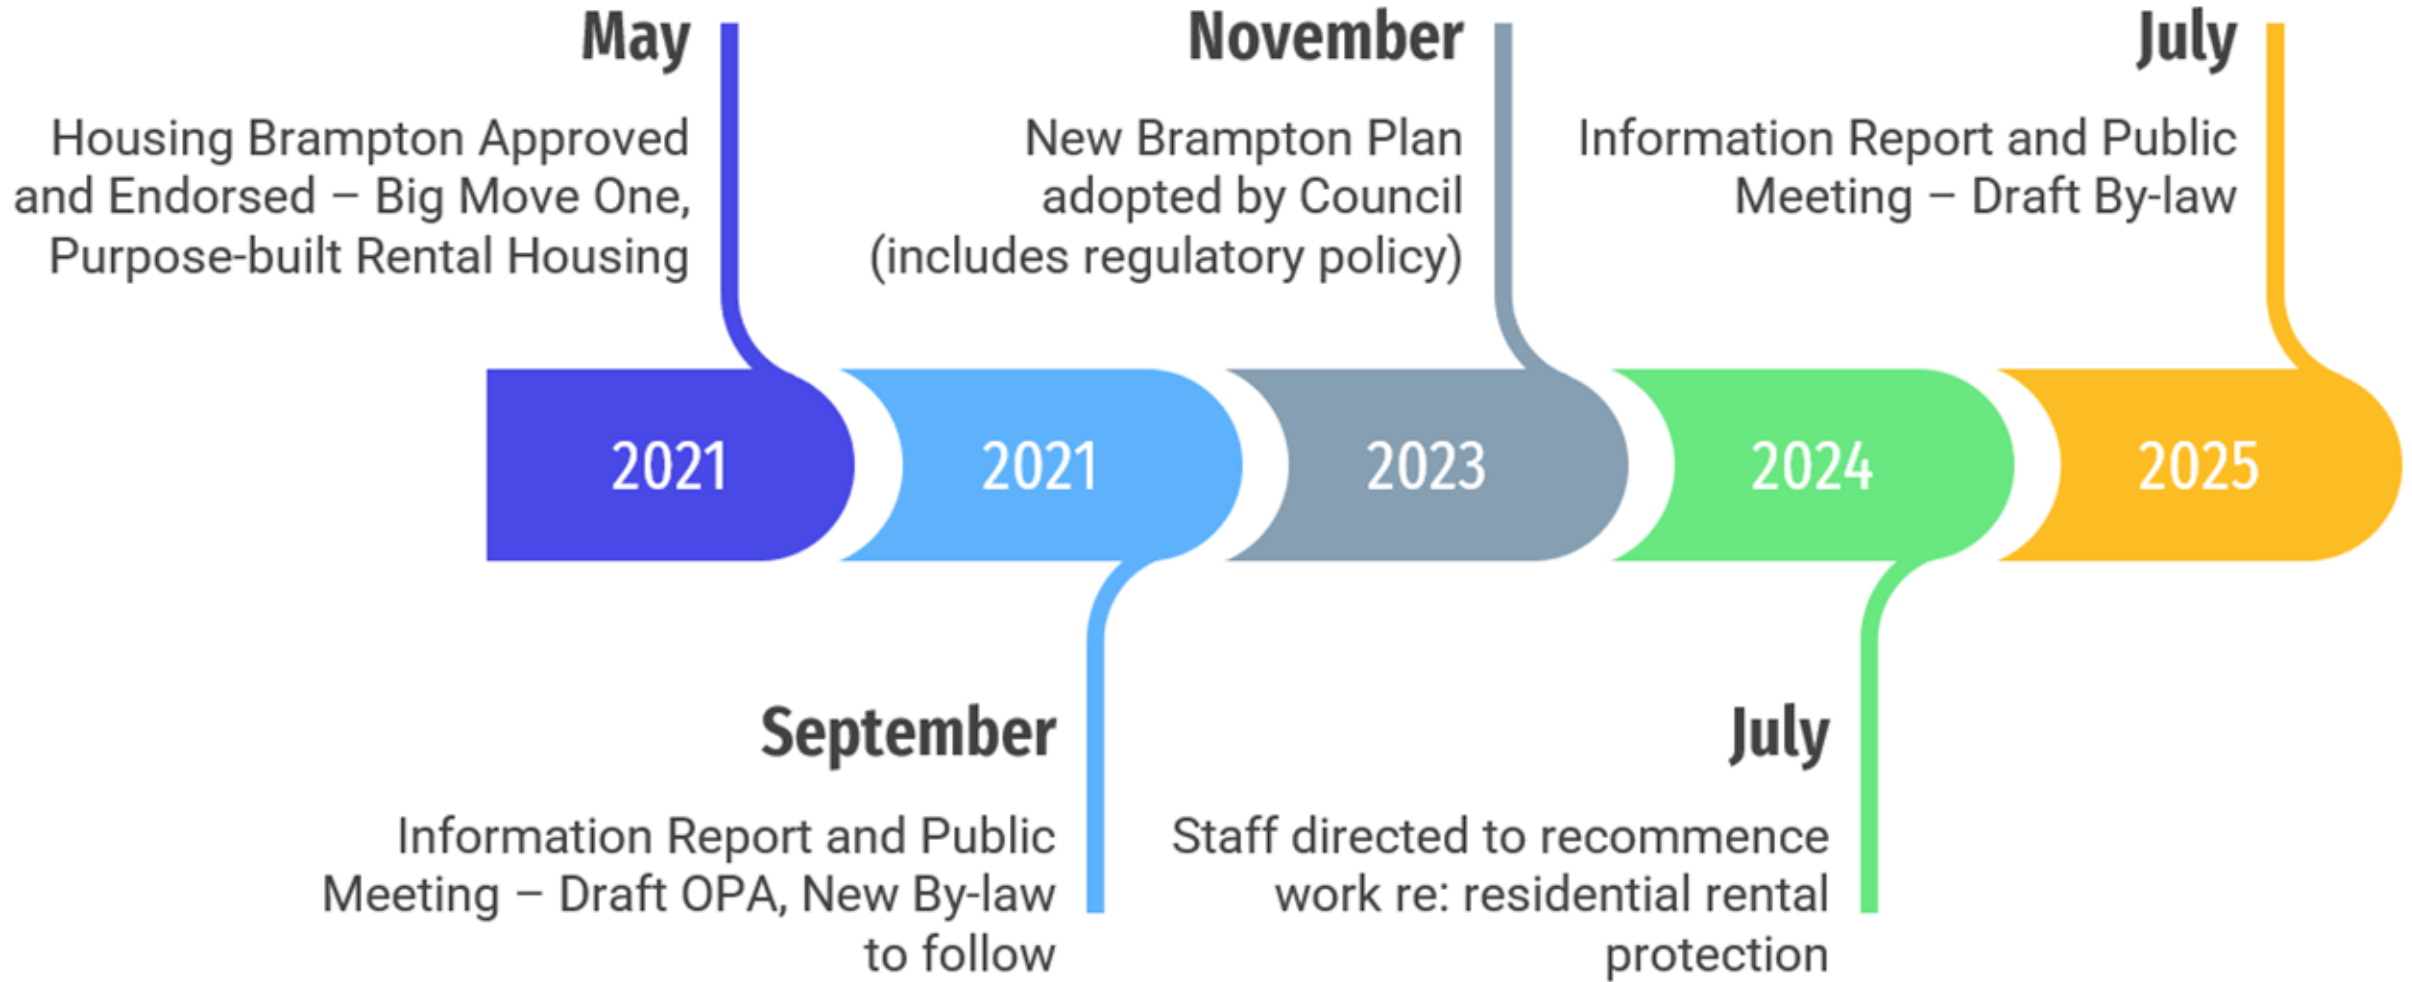 May
Housing Brampton Approved
and Endorsed – Big Move One,
Purpose-built Rental Housing
2021
2021
September
Information Report and Public
Meeting – Draft OPA, New By-law
to follow
November
New Brampton Plan
adopted by Council
(includes regulatory policy)
2023
2024
July
Staff directed to recommence
work re: residential rental
protection
July
Information Report and Public
Meeting – Draft By-law
2025